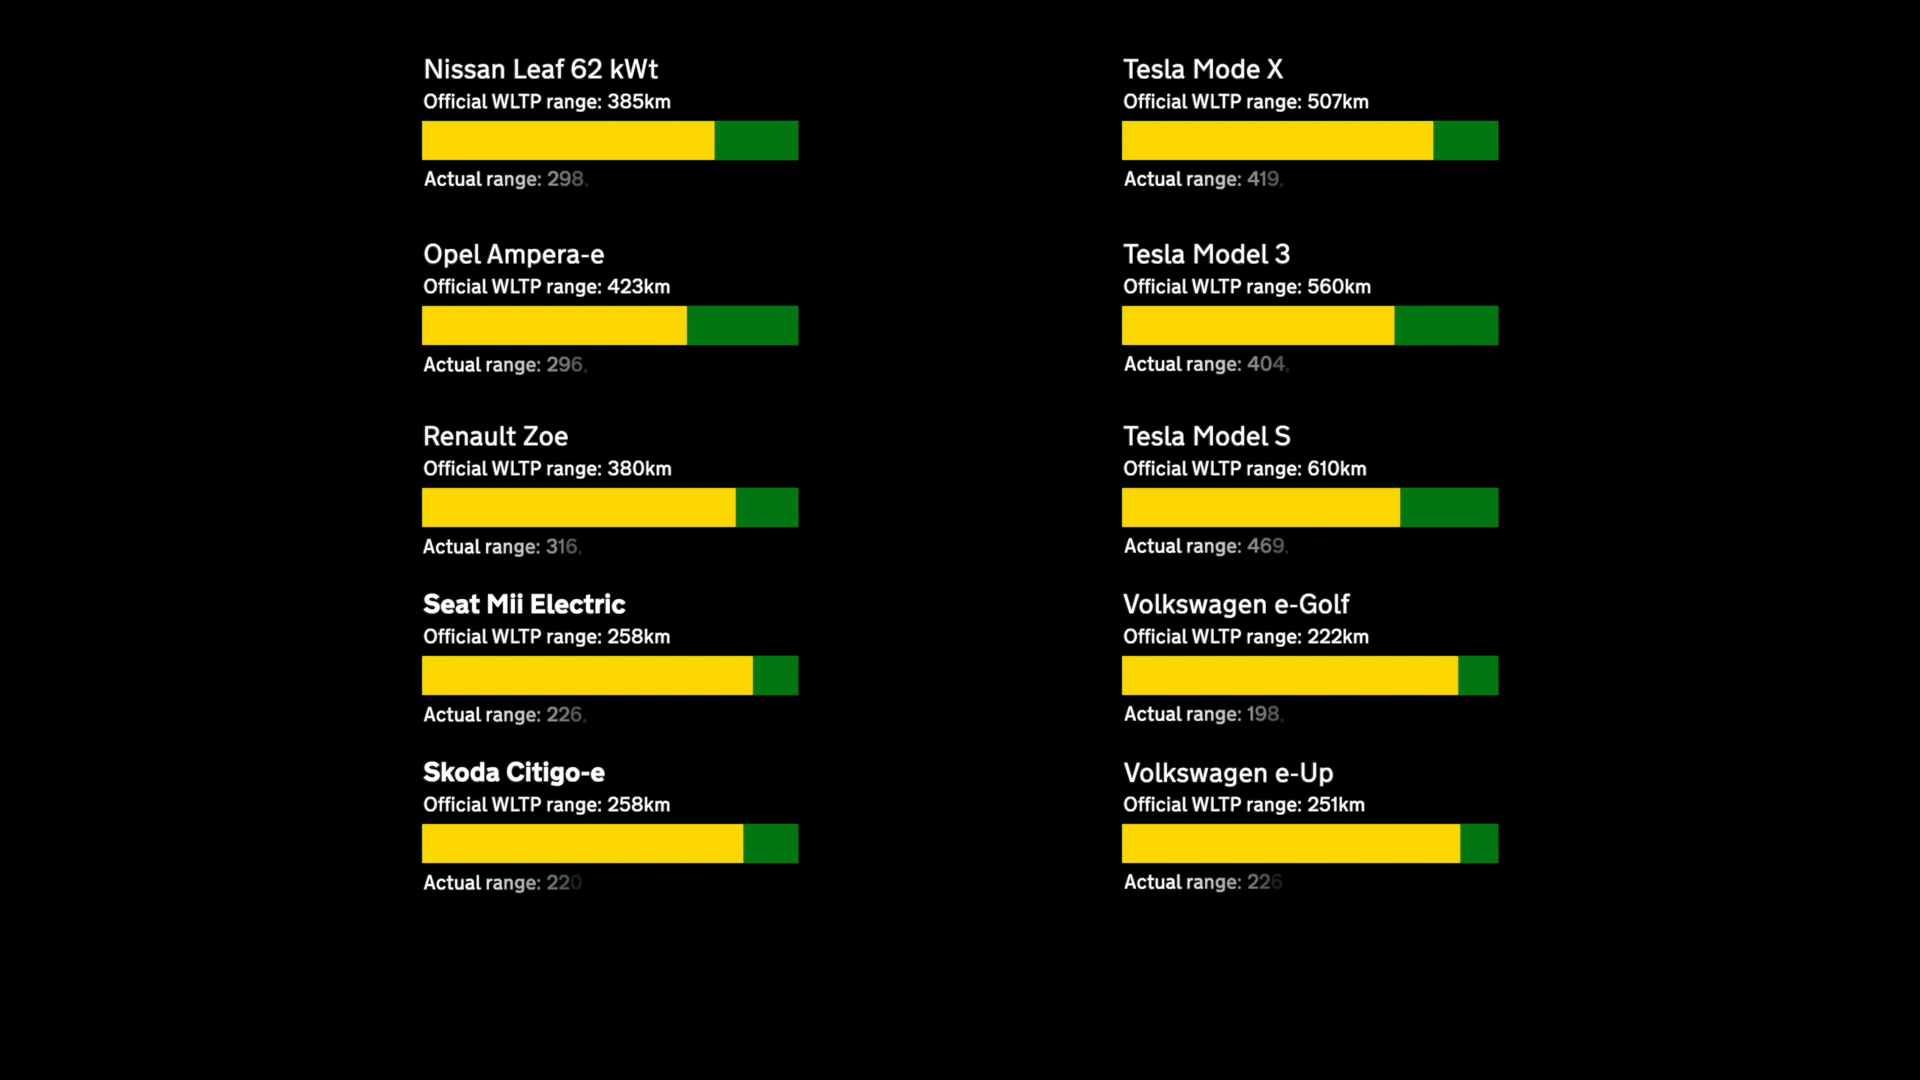 Nissan Leaf 62 kWt
Official WLTP range: 385km
Actual range: 298,
Opel Ampera-e
Official WLTP range: 423km
Actual range: 296,
Renault Zoe
Official WLTP range: 380km
Actual range: 316,
Seat Mii Electric
Official WLTP range: 258km
Actual range: 226,
Skoda Citigo-e
Official WLTP range: 258km
Actual range: 220
Tesla Mode X
Official WLTP range: 507km
Actual range: 419,
Tesla Model 3
Official WLTP range: 560km
Actual range: 404,
Tesla Model S
Official WLTP range: 610km
Actual range: 469,
Volkswagen e-Golf
Official WLTP range: 222km
Actual range: 198,
Volkswagen e-Up
Official WLTP range: 251km
Actual range: 226